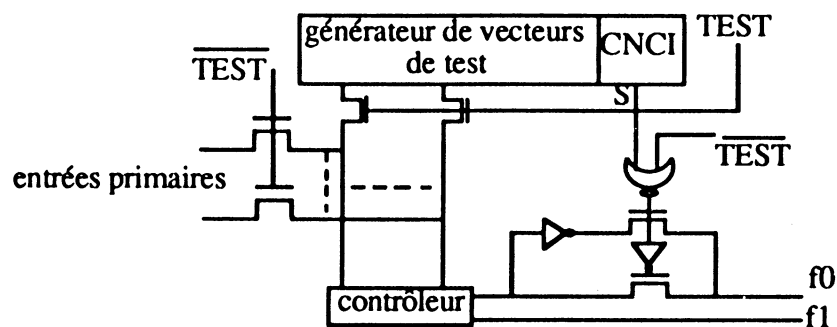 générateur de vecteurs
de test
CNCI
TEST
TEST
S
TEST
entrées primaires
contrôleur
f0
f1